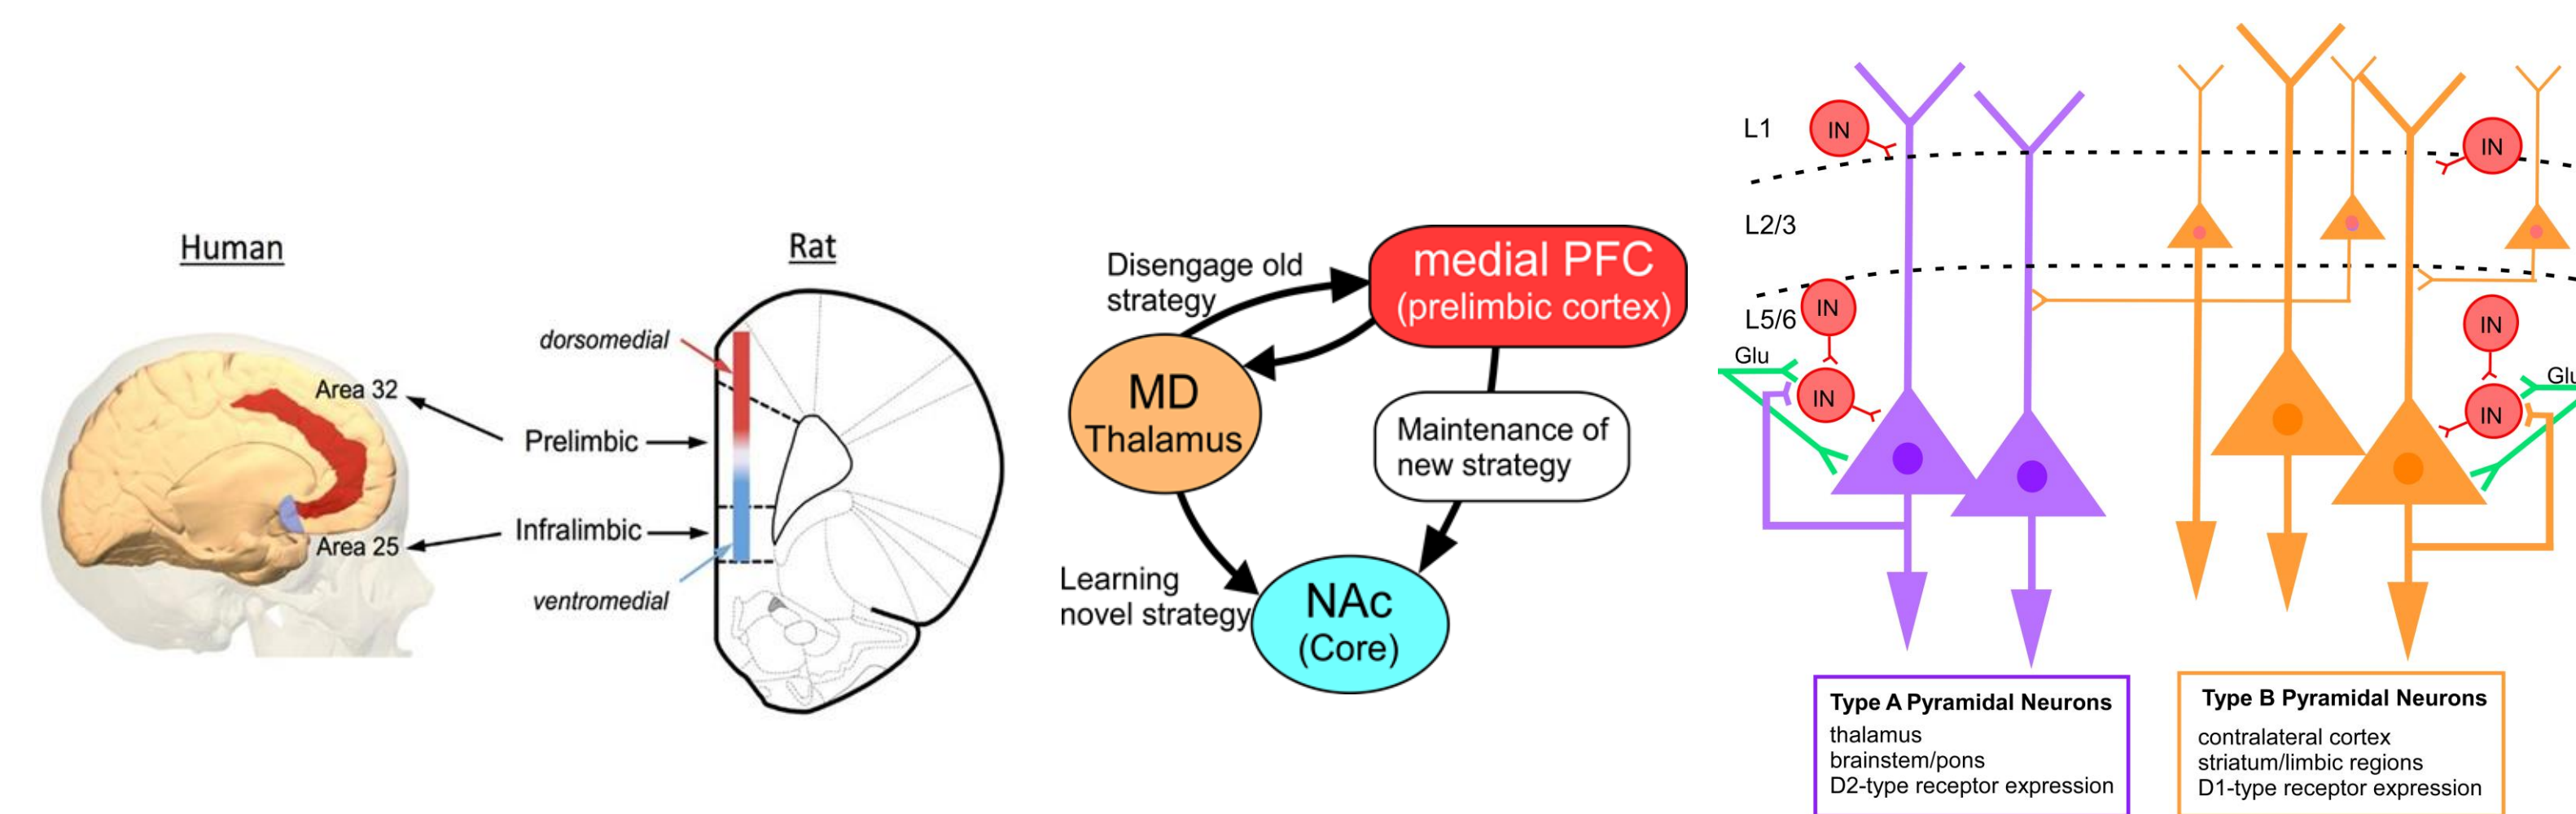 Human
Area 32
Area 25
Rat
dorsomedial
Prelimbic
Infralimbic
ventromedial
Disengage old
strategy
medial PFC
(prelimbic cortex)
MD
Thalamus
Maintenance of
new strategy
Learning
novel strategy
NAc
(Core)
L1
IN
IN
L2/3
L5/6
IN
IN
Glu
IN
IN
Glu
Type A Pyramidal Neurons
thalamus
brainstem/pons
D2-type receptor expression
Type B Pyramidal Neurons
contralateral cortex
striatum/limbic regions
D1-type receptor expression